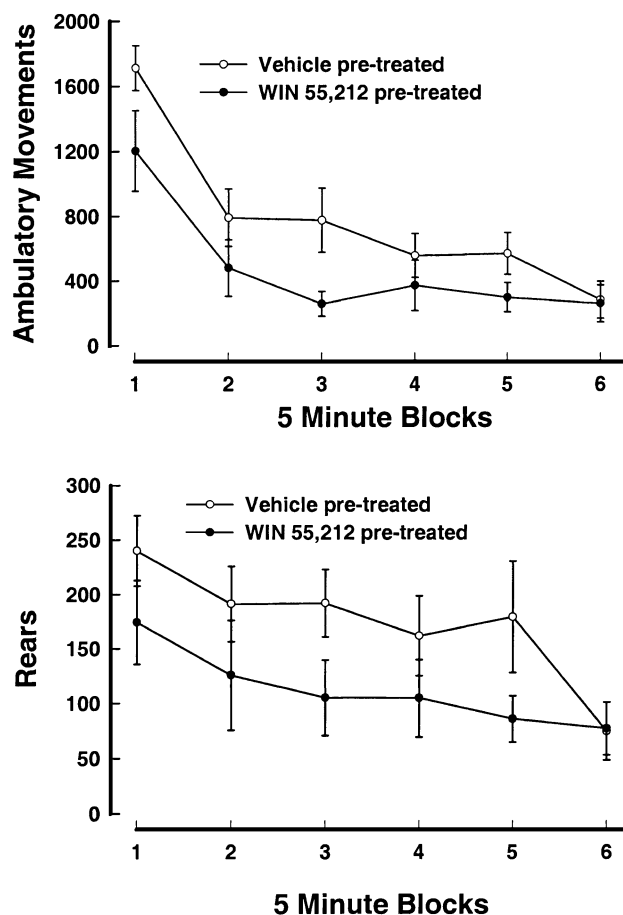 Ambulatory Movements
2000
1600
1200
800
400
0
Vehicle pre-treated
WIN 55,212 pre-treated
1 2 3 4 5 6
5 Minute Blocks
Rears
300
250
200
150
100
50
0
Vehicle pre-treated
WIN 55,212 pre-treated
1 2 3 4 5 6
5 Minute Blocks